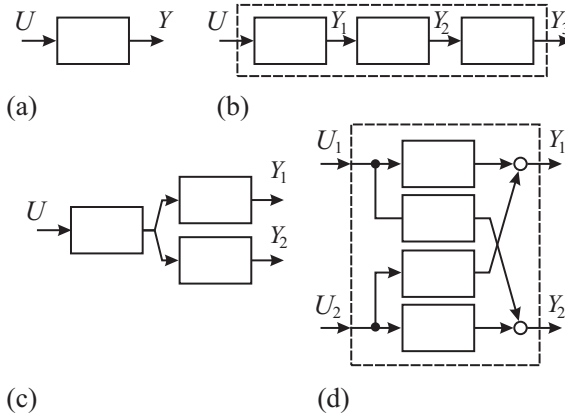 U Y U Y1 Y2 Y3
(a) (b)
U1 Y1
Y1
U
Y2
U2 Y2
(c) (d)